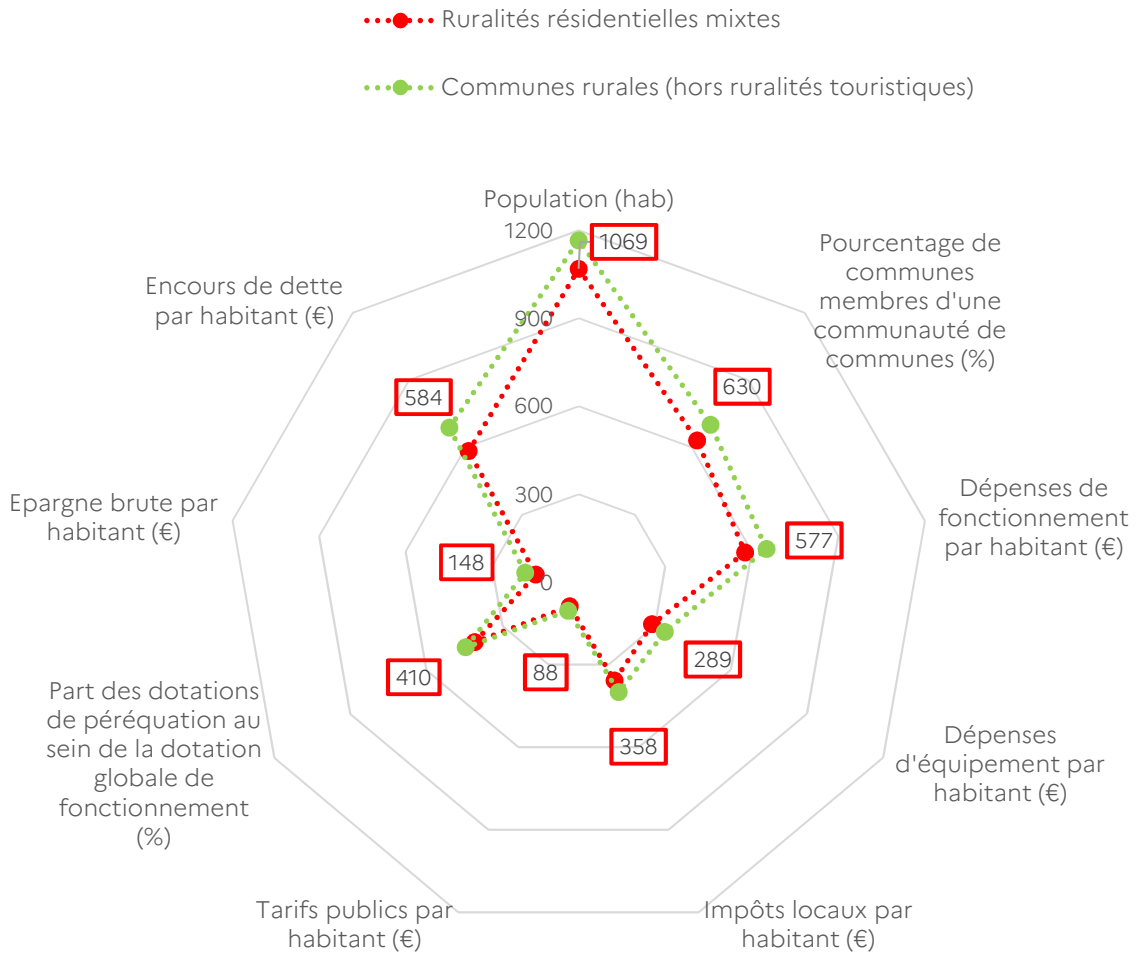 Ruralités résidentielles mixtes
Communes rurales (hors ruralités touristiques)
Population (hab)
1200
1069
900
600
300
0
Pourcentage de
communes
membres d'une
communauté de
communes (%)
630
Dépenses de
fonctionnement
par habitant (€)
577
Dépenses
d'équipement par
habitant (€)
289
Impôts locaux par
habitant (€)
358
Tarifs publics par
habitant (€)
88
Part des dotations
de péréquation au
sein de la dotation
globale de
fonctionnement
(%)
410
Epargne brute par
habitant (€)
148
Encours de dette
par habitant (€)
584